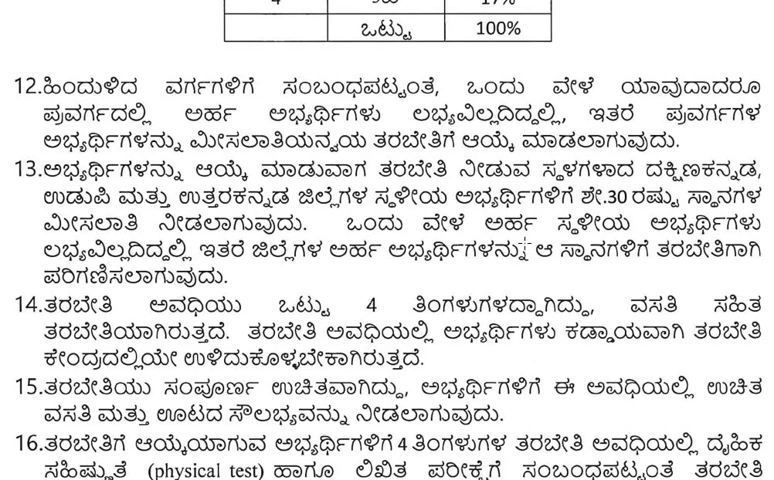 4 17%
ಒಟ್ಟು 100%
12.ಹಿಂದುಳಿದ ವರ್ಗಗಳಿಗೆ ಸಂಬಂಧಪಟ್ಟಂತೆ, ಒಂದು ವೇಳೆ ಯಾವುದಾದರೂ
ಪ್ರವರ್ಗದಲ್ಲಿ ಅರ್ಹ ಅಭ್ಯರ್ಥಿಗಳು ಲಭ್ಯವಿಲ್ಲದಿದ್ದಲ್ಲಿ, ಇತರೆ ಪ್ರವರ್ಗಗಳ
ಅಭ್ಯರ್ಥಿಗಳನ್ನು ಮೀಸಲಾತಿಯನ್ವಯ ತರಬೇತಿಗೆ ಆಯ್ಕೆ ಮಾಡಲಾಗುವುದು.
13.ಅಭ್ಯರ್ಥಿಗಳನ್ನು ಆಯ್ಕೆ ಮಾಡುವಾಗ ತರಬೇತಿ ನೀಡುವ ಸ್ಥಳಗಳಾದ ದಕ್ಷಿಣಕನ್ನಡ,
ಉಡುಪಿ ಮತ್ತು ಉತ್ತರಕನ್ನಡ ಜಿಲ್ಲೆಗಳ ಸ್ಥಳೀಯ ಅಭ್ಯರ್ಥಿಗಳಿಗೆ ಶೇ.30 ರಷ್ಟು ಸ್ಥಾನಗಳ
ಮೀಸಲಾತಿ ನೀಡಲಾಗುವುದು. ಒಂದು ವೇಳೆ ಅರ್ಹ ಸ್ಥಳೀಯ ಅಭ್ಯರ್ಥಿಗಳು
ಲಭ್ಯವಿಲ್ಲದಿದ್ದಲ್ಲಿ ಇತರೆ ಜಿಲ್ಲೆಗಳ ಅರ್ಹ ಅಭ್ಯರ್ಥಿಗಳನ್ನು ಆ ಸ್ಥಾನಗಳಿಗೆ ತರಬೇತಿಗಾಗಿ
ಪರಿಗಣಿಸಲಾಗುವುದು.
14.ತರಬೇತಿ ಅವಧಿಯು ಒಟ್ಟು 4 ತಿಂಗಳುಗಳದ್ದಾಗಿದ್ದು, ವಸತಿ ಸಹಿತ
ತರಬೇತಿಯಾಗಿರುತ್ತದೆ. ತರಬೇತಿ ಅವಧಿಯಲ್ಲಿ ಅಭ್ಯರ್ಥಿಗಳು ಕಡ್ಡಾಯವಾಗಿ ತರಬೇತಿ
ಕೇಂದ್ರದಲ್ಲಿಯೇ ಉಳಿದುಕೊಳ್ಳಬೇಕಾಗಿರುತ್ತದೆ.
15.ತರಬೇತಿಯು ಸಂಪೂರ್ಣ ಉಚಿತವಾಗಿದ್ದು, ಅಭ್ಯರ್ಥಿಗಳಿಗೆ ಈ ಅವಧಿಯಲ್ಲಿ ಉಚಿತ
ವಸತಿ ಮತ್ತು ಊಟದ ಸೌಲಭ್ಯವನ್ನು ನೀಡಲಾಗುವುದು.
16.ತರಬೇತಿಗೆ ಆಯ್ಕೆಯಾಗುವ ಅಭ್ಯರ್ಥಿಗಳಿಗೆ 4 ತಿಂಗಳುಗಳ ತರಬೇತಿ ಅವಧಿಯಲ್ಲಿ ದೈಹಿಕ
ಸಹಿಷ್ಣುತೆ (physical test) ಹಾಗೂ ಲಿಖಿತ ಪರೀಕ್ಷೆಗೆ ಸಂಬಂಧಪಟ್ಟಂತೆ ತರಬೇತಿ